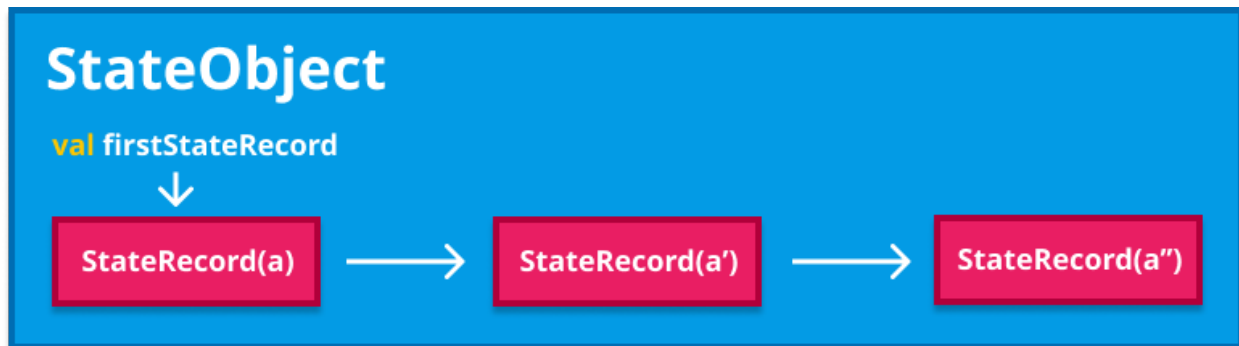 StateObject
val firstStateRecord
StateRecord(a)
StateRecord(a’)
StateRecord(a”)